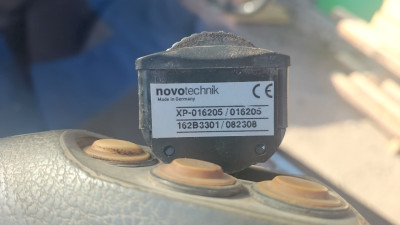 novotechnik
Made in Germany
CE
XP-016205 / 016205
162B3301 / 082308